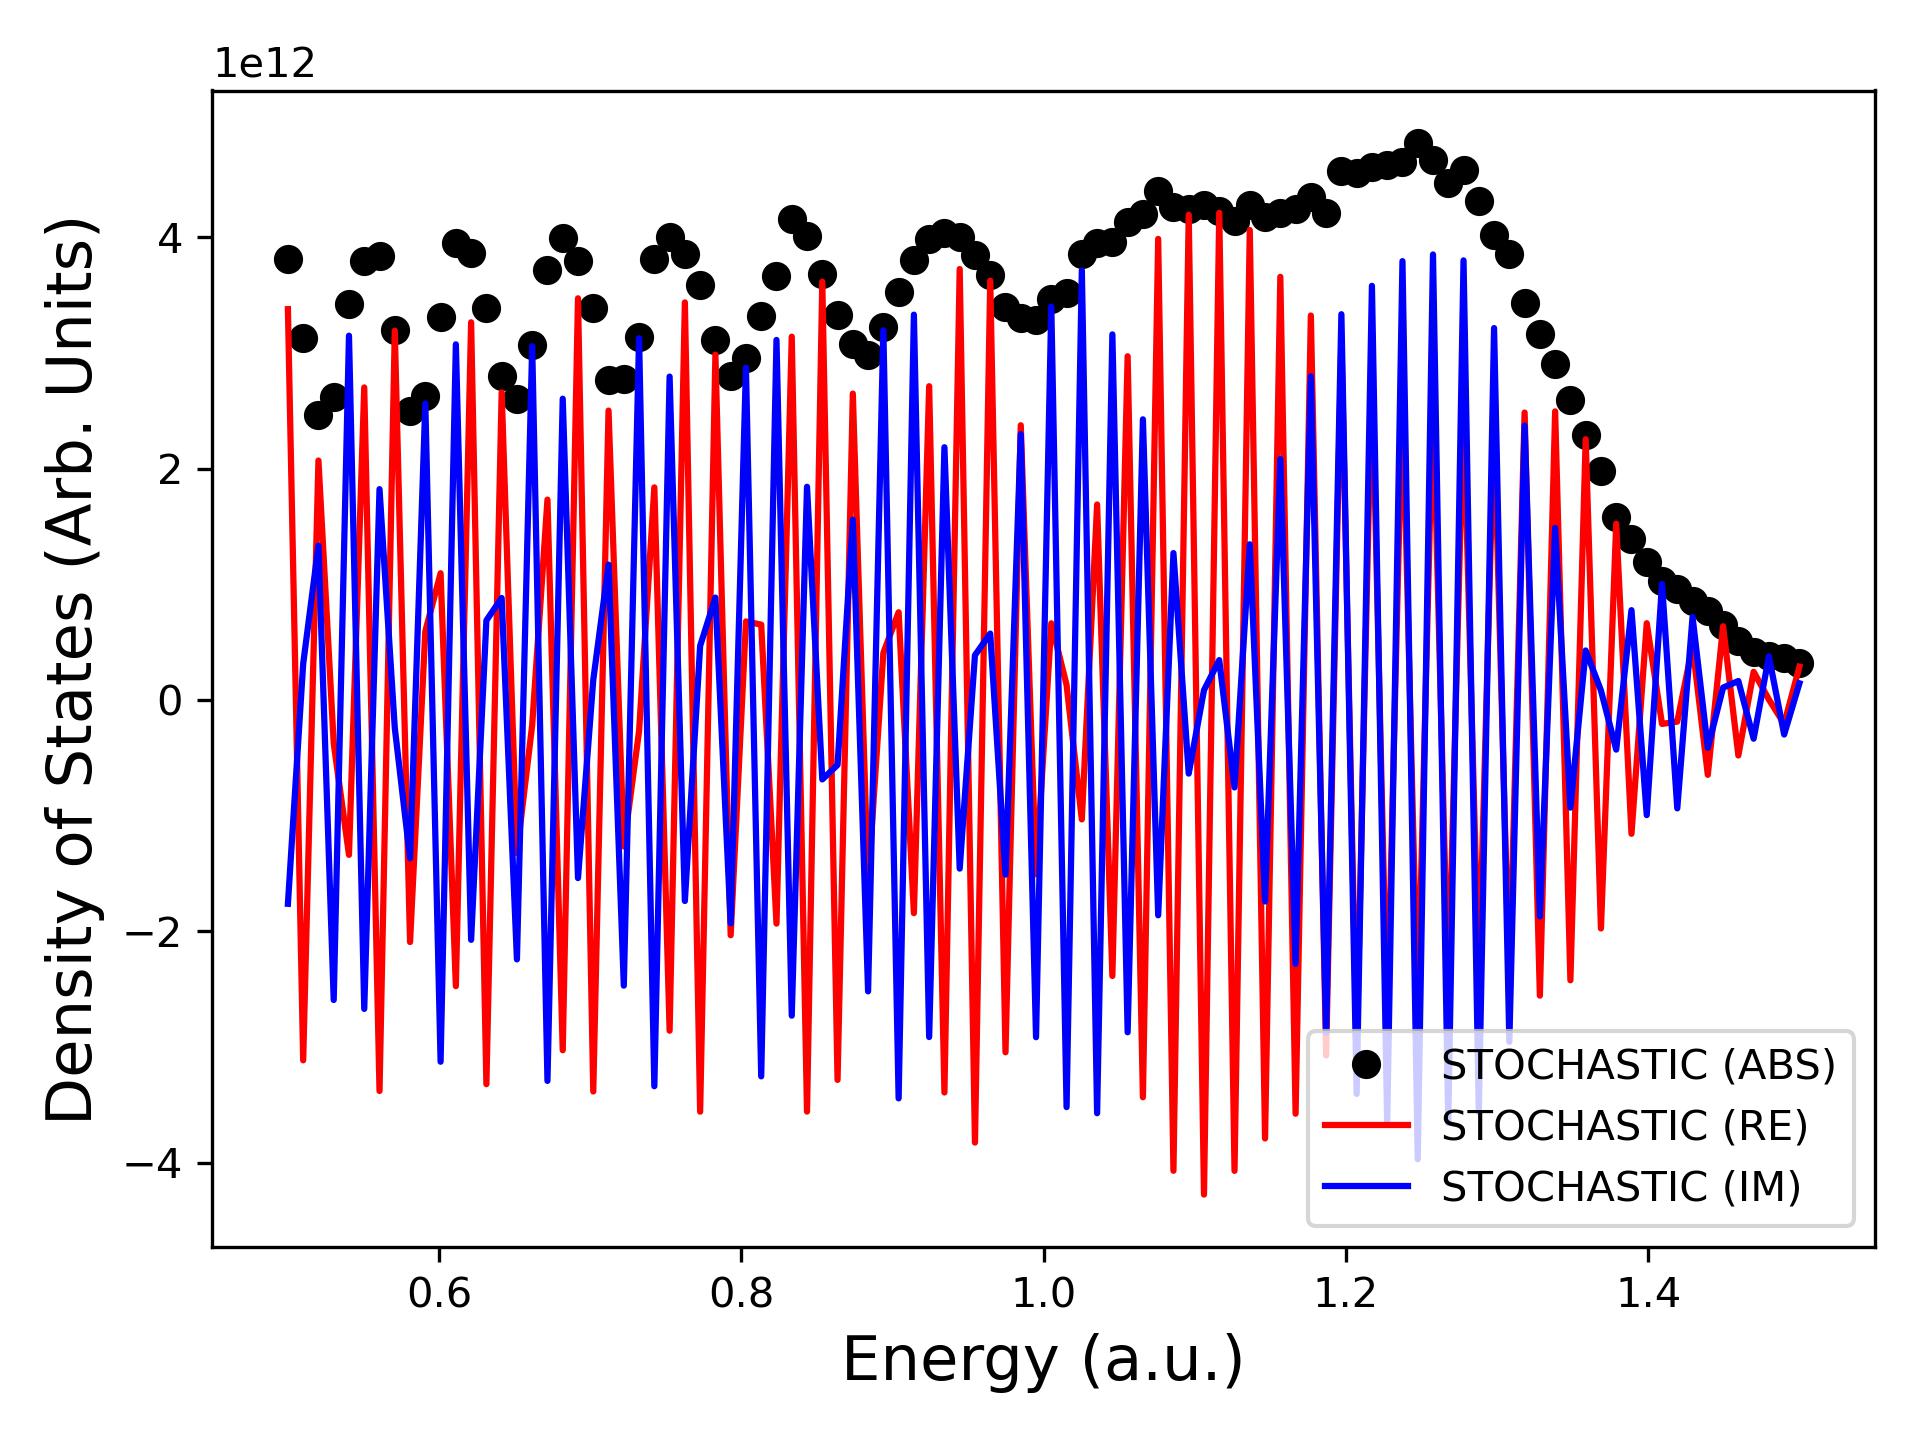 1e12
Density of States (Arb. Units)
4
2
0
−2
−4
STOCHASTIC (ABS)
STOCHASTIC (RE)
STOCHASTIC (IM)
0.6 0.8 1.0 1.2 1.4
Energy (a.u.)